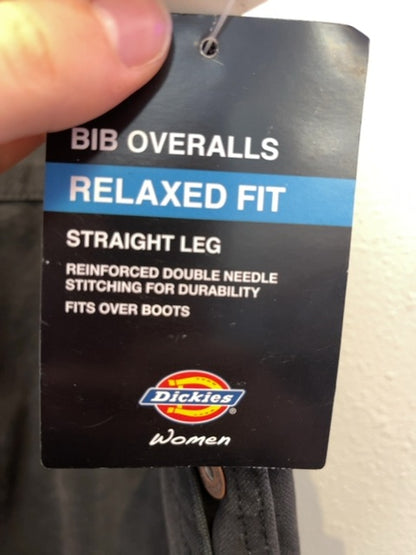 BIB OVERALLS
RELAXED FIT
STRAIGHT LEG
REINFORCED DOUBLE NEEDLE
STITCHING FOR DURABILITY
FITS OVER BOOTS
Dickies®
Women